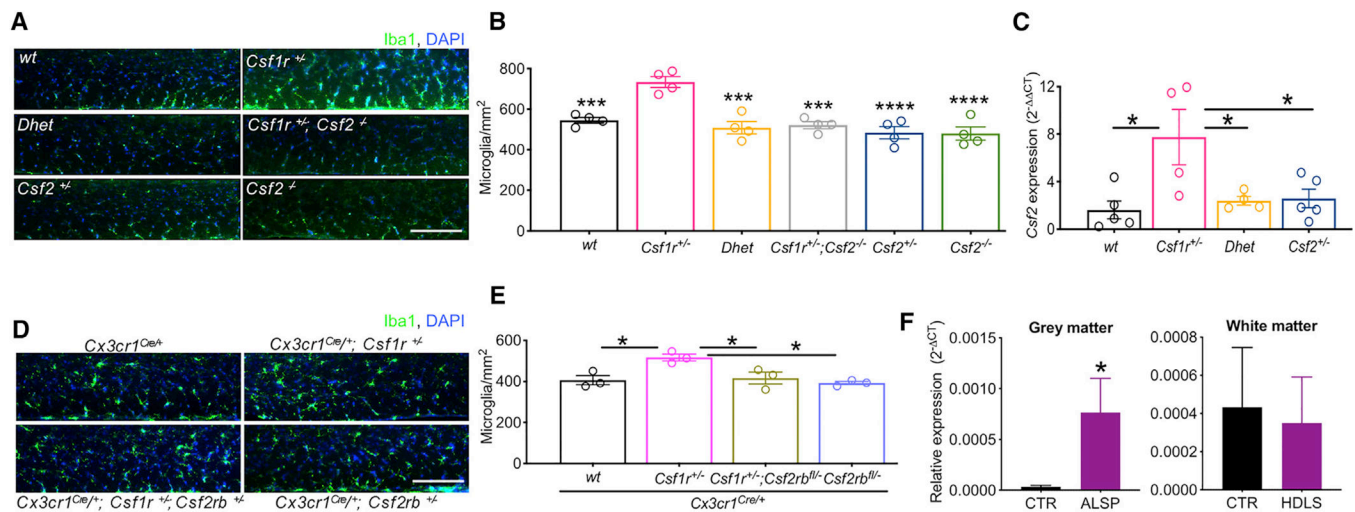 A
Iba1, DAPI
wt
Csf1r +/-
Dhet
Csf1r +/-; Csf2 -/-
Csf2 +/-
Csf2 -/-
B
Microglia/mm2
800
600
400
200
0
***
***
***
****
****
wt
Csf1r+/-
Dhet
Csf1r+/-;Csf2-/-
Csf2+/-
Csf2-/-
C
Csf2 expression (2-ΔΔCT)
12
8
4
0
*
*
*
wt
Csf1r+/-
Dhet
Csf2+/-
D
Iba1, DAPI
Cx3cr1Cre/+
Cx3cr1Cre/+; Csf1r +/-
Cx3cr1Cre/+; Csf1r +/-; Csf2rb +/-
Cx3cr1Cre/+; Csf2rb +/-
E
Microglia/mm2
600
400
200
0
*
*
*
wt
Csf1r+/-
Csf1r+/-;Csf2rbfl/-
Csf2rbfl/-
Cx3cr1Cre/+
F
Relative expression (2-ΔCT)
Grey matter
0.0015
0.0010
0.0005
0.0000
*
CTR
ALSP
White matter
0.0008
0.0006
0.0004
0.0002
0.0000
CTR
HDLS